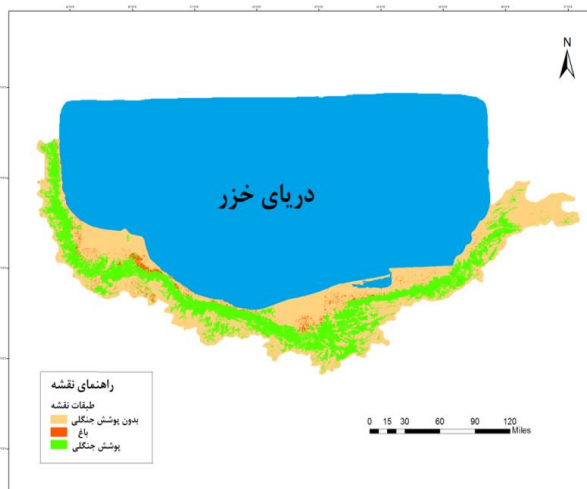 N
دریای خزر
راهنمای نقشه
طبقات نقشه
بدون پوشش جنگلی
باغ
پوشش جنگلی
0 15 30 60 90 120
Miles